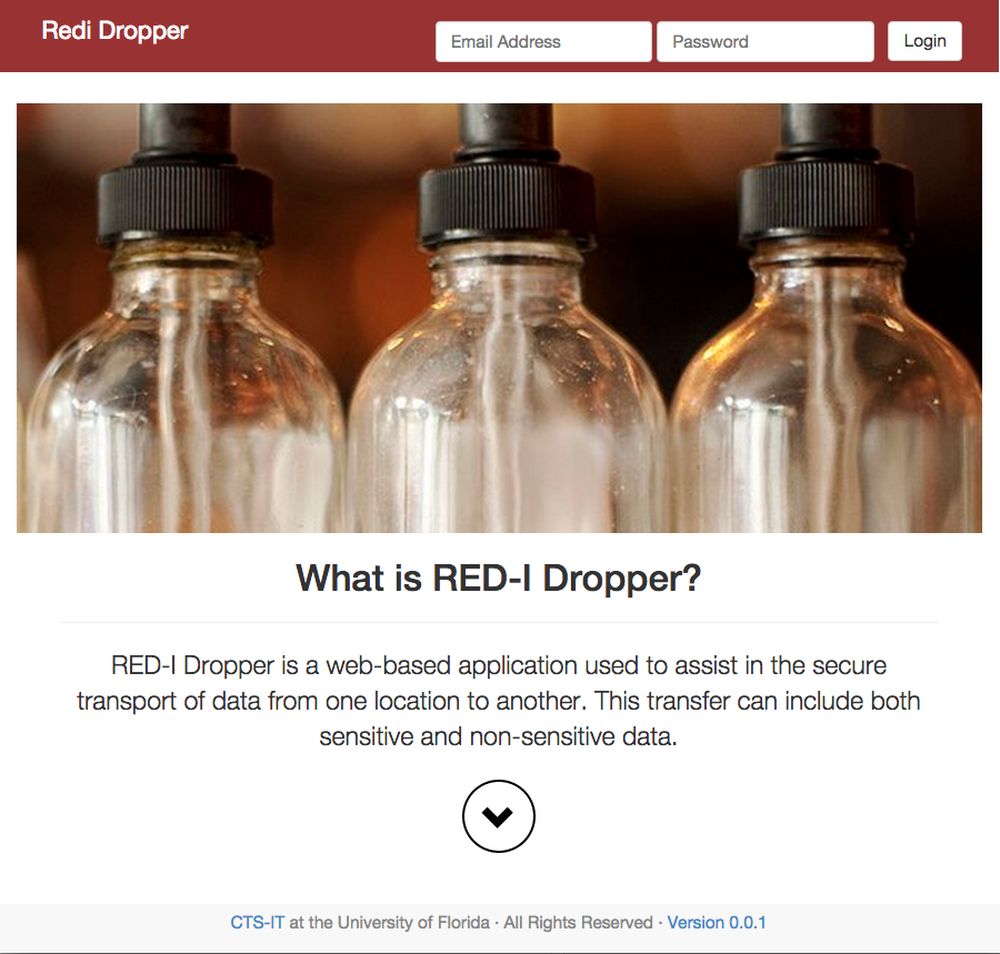 Redi Dropper
Email Address
Password
Login
What is RED-I Dropper?
RED-I Dropper is a web-based application used to assist in the secure
transport of data from one location to another. This transfer can include both
sensitive and non-sensitive data.
CTS-IT at the University of Florida · All Rights Reserved · Version 0.0.1